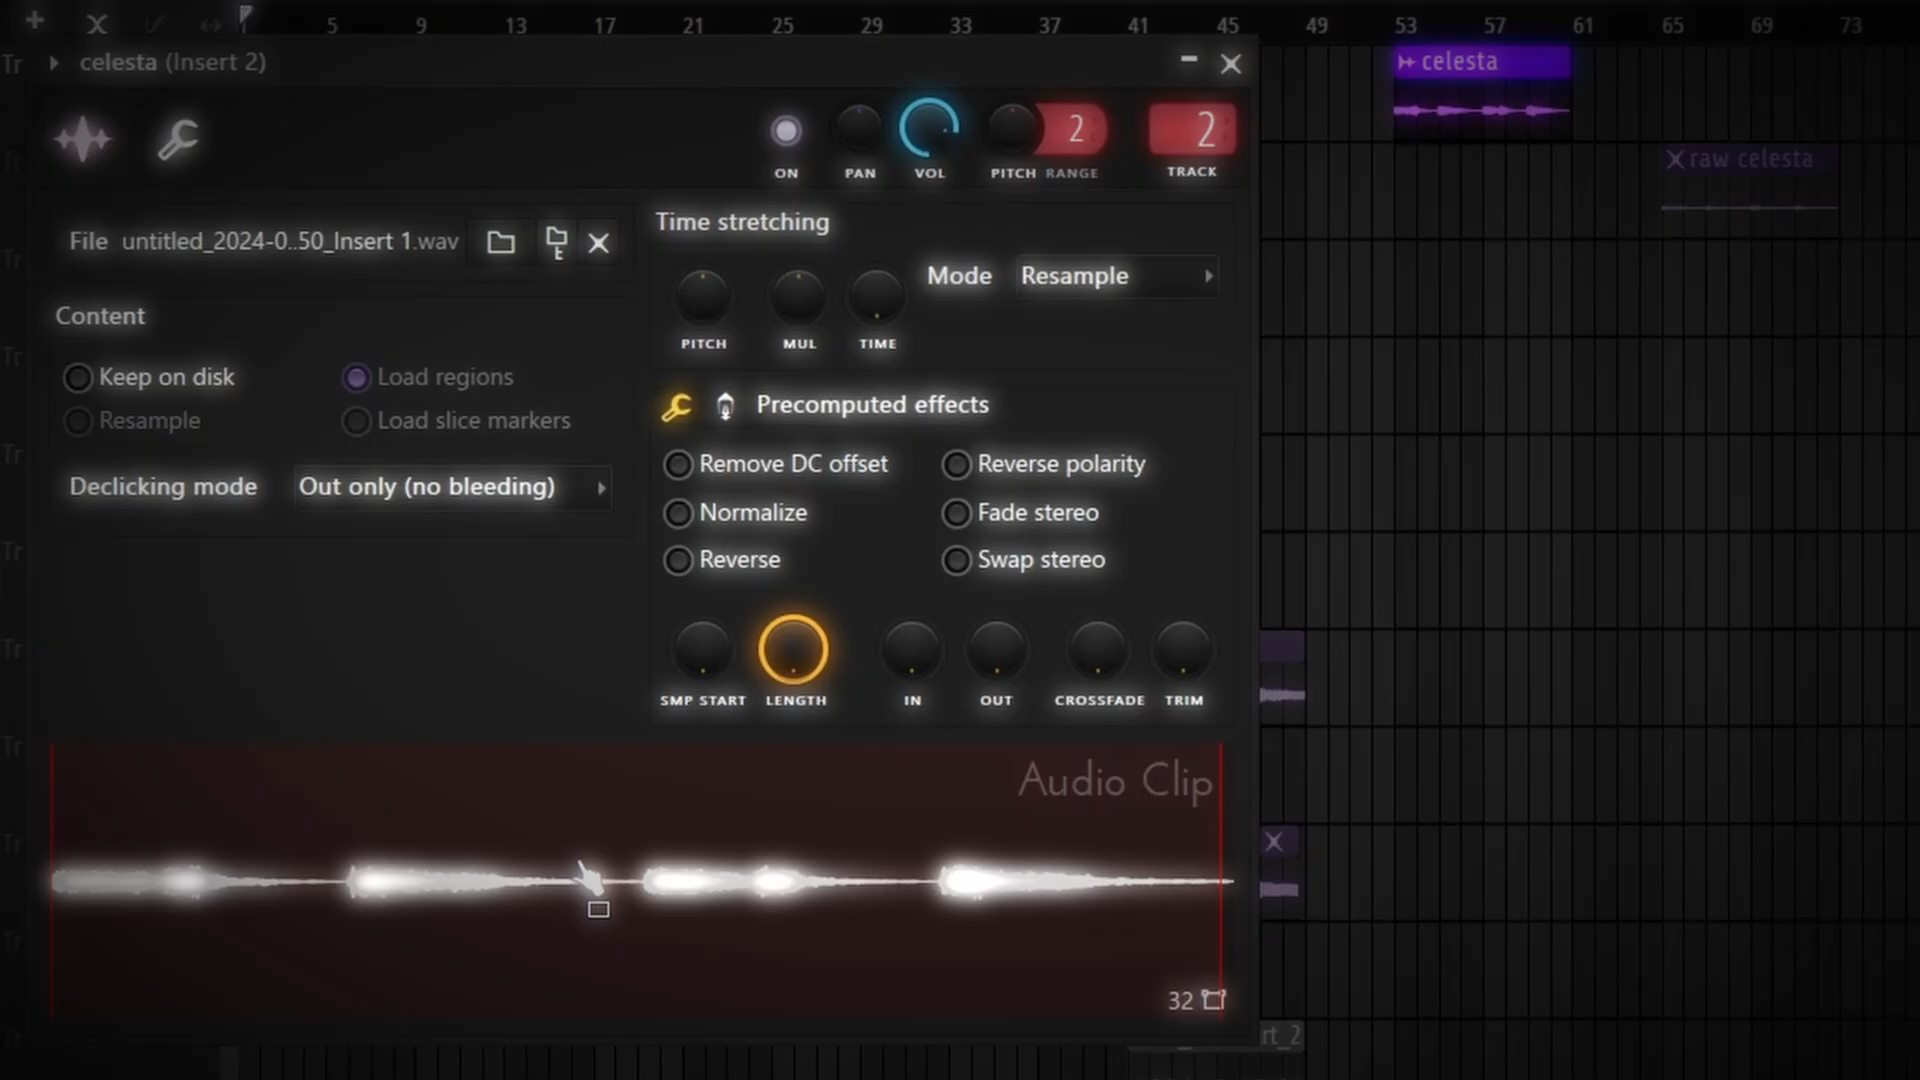 5 9 13 17 21 25 29 33 37 41 45 49 53 57 61 65 69 73
Tr
celesta (Insert 2)
celesta
raw celesta
2
2
ON PAN VOL PITCH RANGE TRACK
File untitled_2024-0..50_Insert 1.wav
Time stretching
Mode Resample
PITCH MUL TIME
Content
Keep on disk
Load regions
Resample
Load slice markers
Declicking mode Out only (no bleeding)
Precomputed effects
Remove DC offset
Reverse polarity
Normalize
Fade stereo
Reverse
Swap stereo
SMP START LENGTH IN OUT CROSSFADE TRIM
Audio Clip
32
rt_2